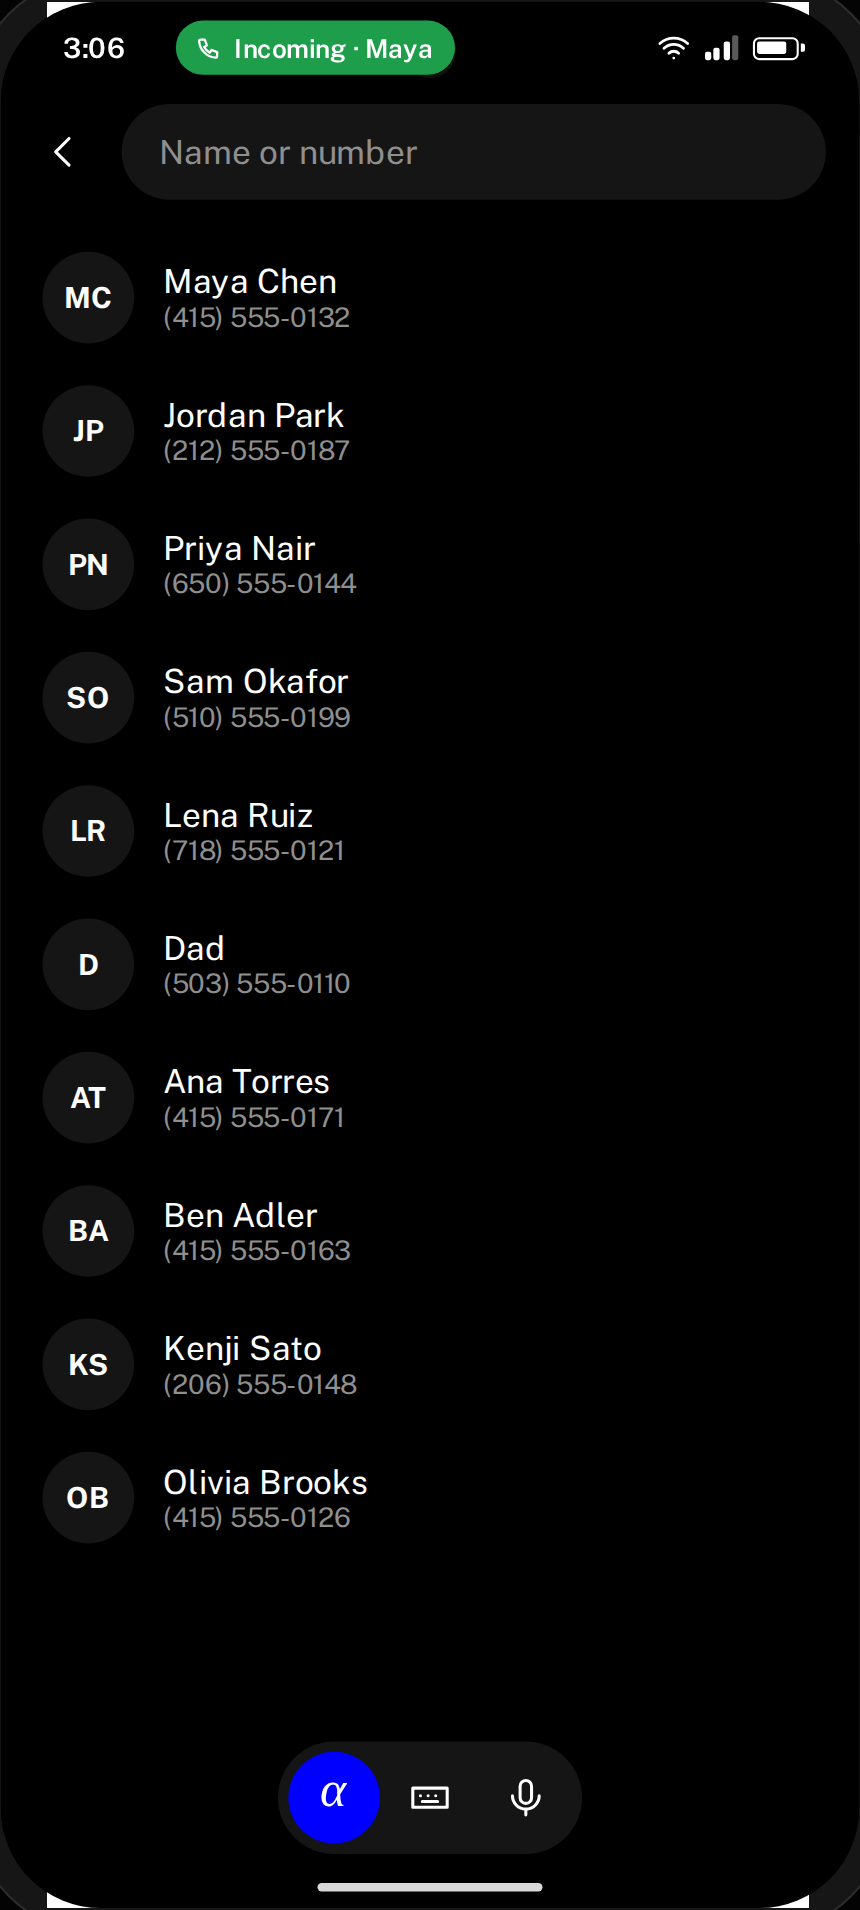 3:06
Incoming · Maya
Name or number
MC
Maya Chen
(415) 555-0132
JP
Jordan Park
(212) 555-0187
PN
Priya Nair
(650) 555-0144
SO
Sam Okafor
(510) 555-0199
LR
Lena Ruiz
(718) 555-0121
D
Dad
(503) 555-0110
AT
Ana Torres
(415) 555-0171
BA
Ben Adler
(415) 555-0163
KS
Kenji Sato
(206) 555-0148
OB
Olivia Brooks
(415) 555-0126
α